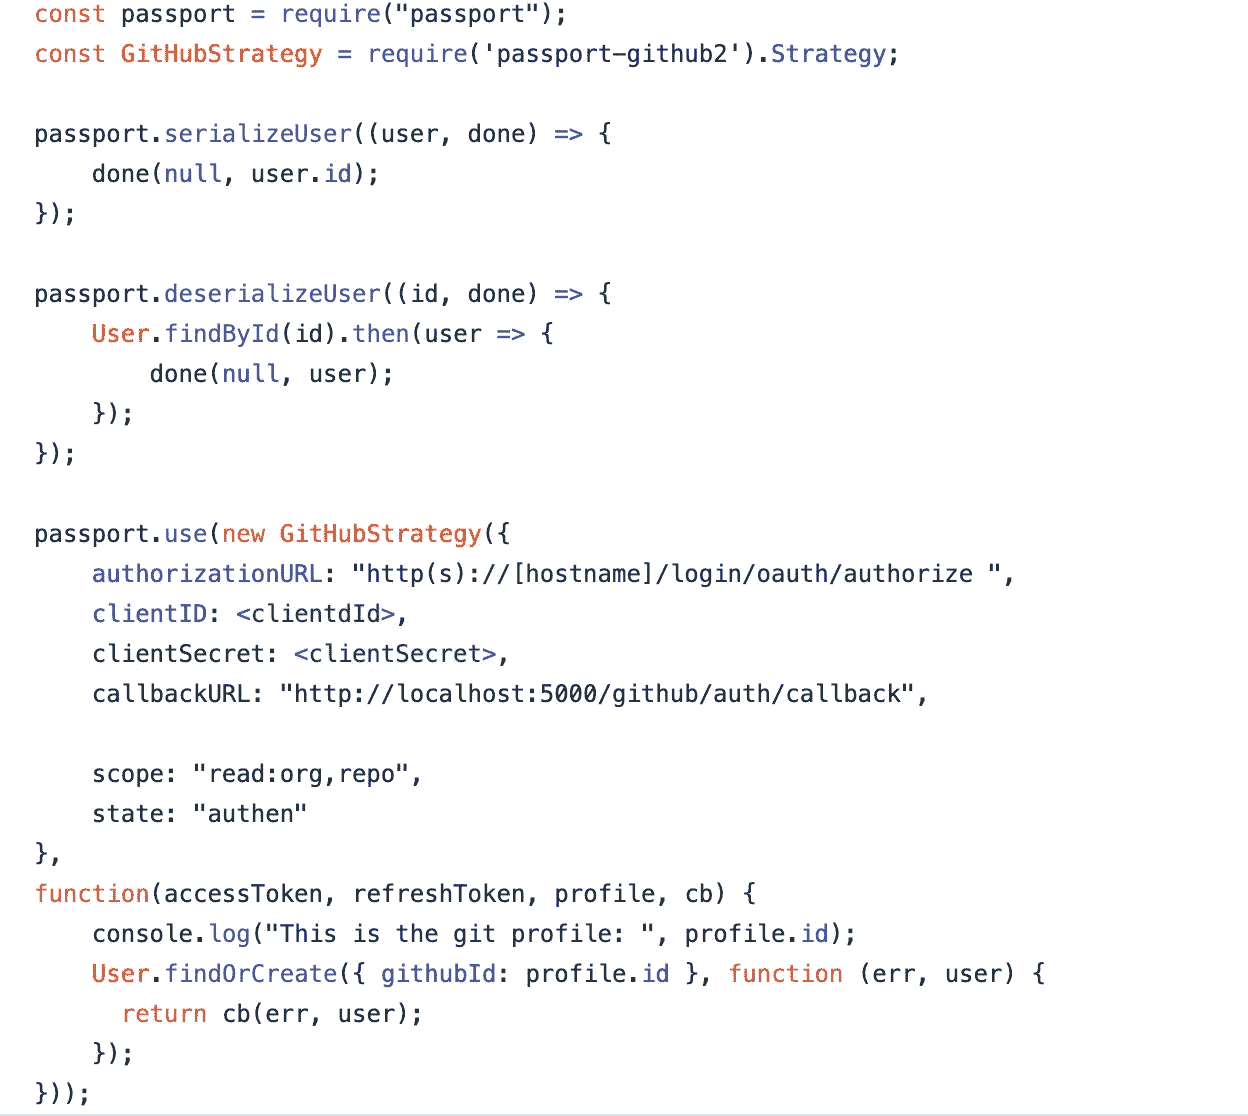 const passport = require("passport");
const GitHubStrategy = require('passport-github2').Strategy;
passport.serializeUser((user, done) => {
    done(null, user.id);
});
passport.deserializeUser((id, done) => {
    User.findById(id).then(user => {
        done(null, user);
    });
});
passport.use(new GitHubStrategy({
    authorizationURL: "http(s)://[hostname]/login/oauth/authorize ",
    clientID: <clientdId>,
    clientSecret: <clientSecret>,
    callbackURL: "http://localhost:5000/github/auth/callback",
    scope: "read:org,repo",
    state: "authen"
},
function(accessToken, refreshToken, profile, cb) {
    console.log("This is the git profile: ", profile.id);
    User.findOrCreate({ githubId: profile.id }, function (err, user) {
      return cb(err, user);
    });
}));